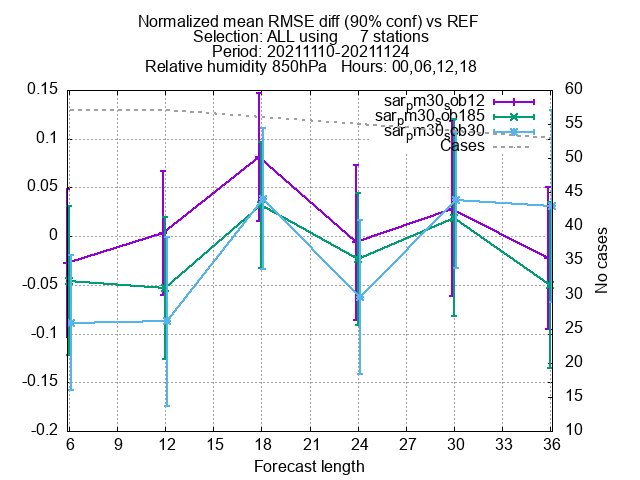 Normalized mean RMSE diff (90% conf) vs REF
Selection: ALL using 7 stations
Period: 20211110-20211124
Relative humidity 850hPa Hours: 00,06,12,18
sar_pm30_sob12
sar_pm30_sob185
sar_pm30_sob30
Cases
0.15
0.1
0.05
0
-0.05
-0.1
-0.15
-0.2
60
55
50
45
40
35
30
25
20
15
10
No cases
6 9 12 15 18 21 24 27 30 33 36
Forecast length